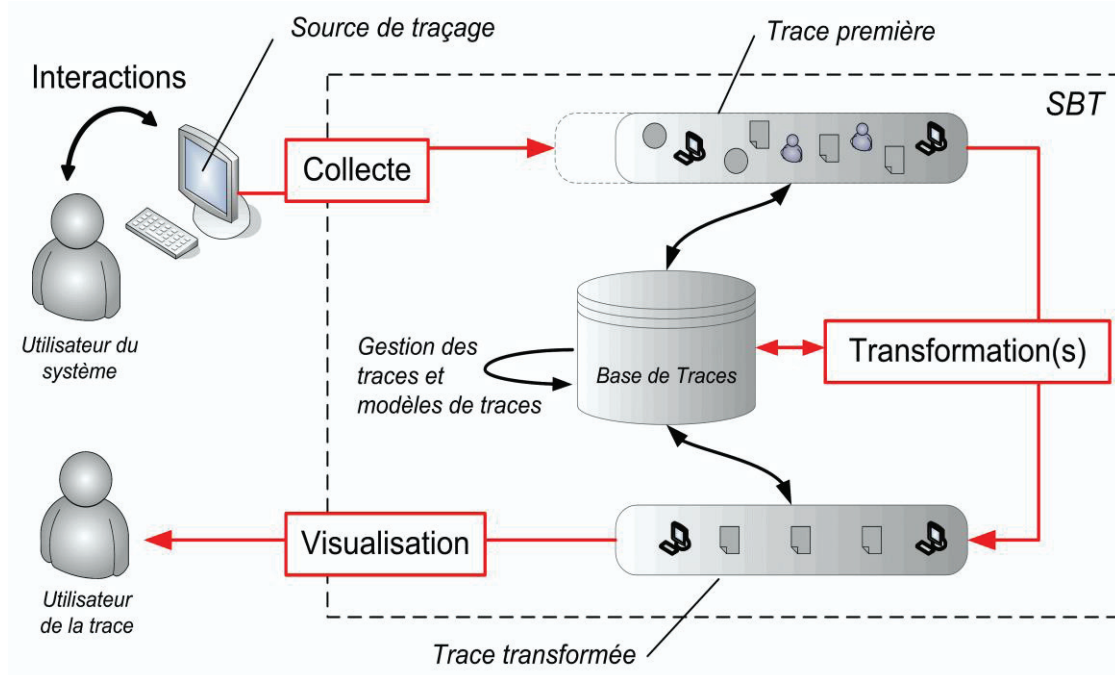 Source de traçage
Trace première
Interactions
SBT
Collecte
Utilisateur du
système
Gestion des
traces et
modèles de traces
Base de Traces
Transformation(s)
Visualisation
Utilisateur
de la trace
Trace transformée